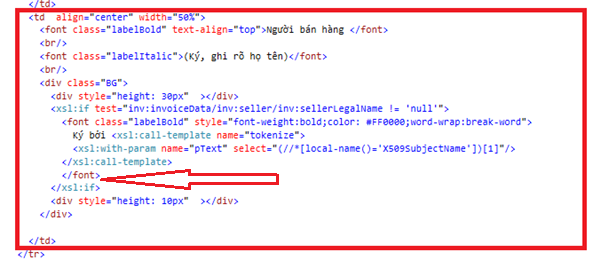 </td>
<td  align="center" width="50%">
<font class="labelBold" text-align="top">Người bán hàng </font>
<br/>
<font class="labelItalic">(Ký, ghi rõ họ tên)</font>
<br/>
<div class="BG">
<div style="height: 30px"  ></div>
<xsl:if test="inv:invoiceData/inv:seller/inv:sellerLegalName != 'null'">
<font class="labelBold" style="font-weight:bold;color: #FF0000;word-wrap:break-word">
Ký bởi <xsl:call-template name="tokenize">
<xsl:with-param name="pText" select="(//*[local-name()='X509SubjectName'])[1]"/>
</xsl:call-template>
</font>
</xsl:if>
<div style="height: 10px"  ></div>
</div>
</td>
</tr>